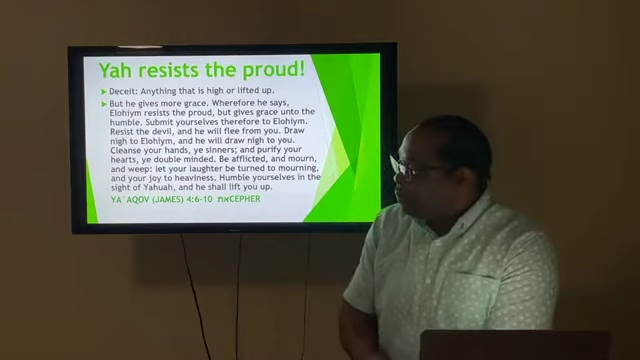 Yah resists the proud!
Deceit: Anything that is high or lifted up.
But he gives more grace. Wherefore he says,
Elohiym resists the proud, but gives grace unto the
humble. Submit yourselves therefore to Elohiym.
Resist the devil, and he will flee from you. Draw
nigh to Elohiym, and he will draw nigh to you.
Cleanse your hands, ye sinners; and purify your
hearts, ye double minded. Be afflicted, and mourn,
and weep: let your laughter be turned to mourning,
and your joy to heaviness. Humble yourselves in the
sight of Yahuah, and he shall lift you up.
YA`AQOV (JAMES) 4:6-10 את CEPHER